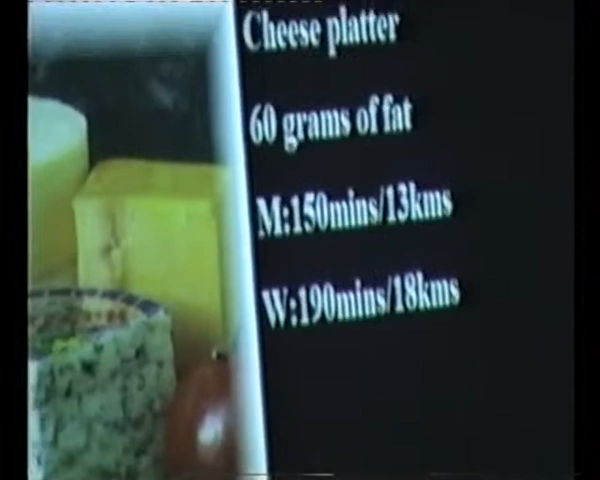 Cheese platter
60 grams of fat
M:150mins/13kms
W:190mins/18kms